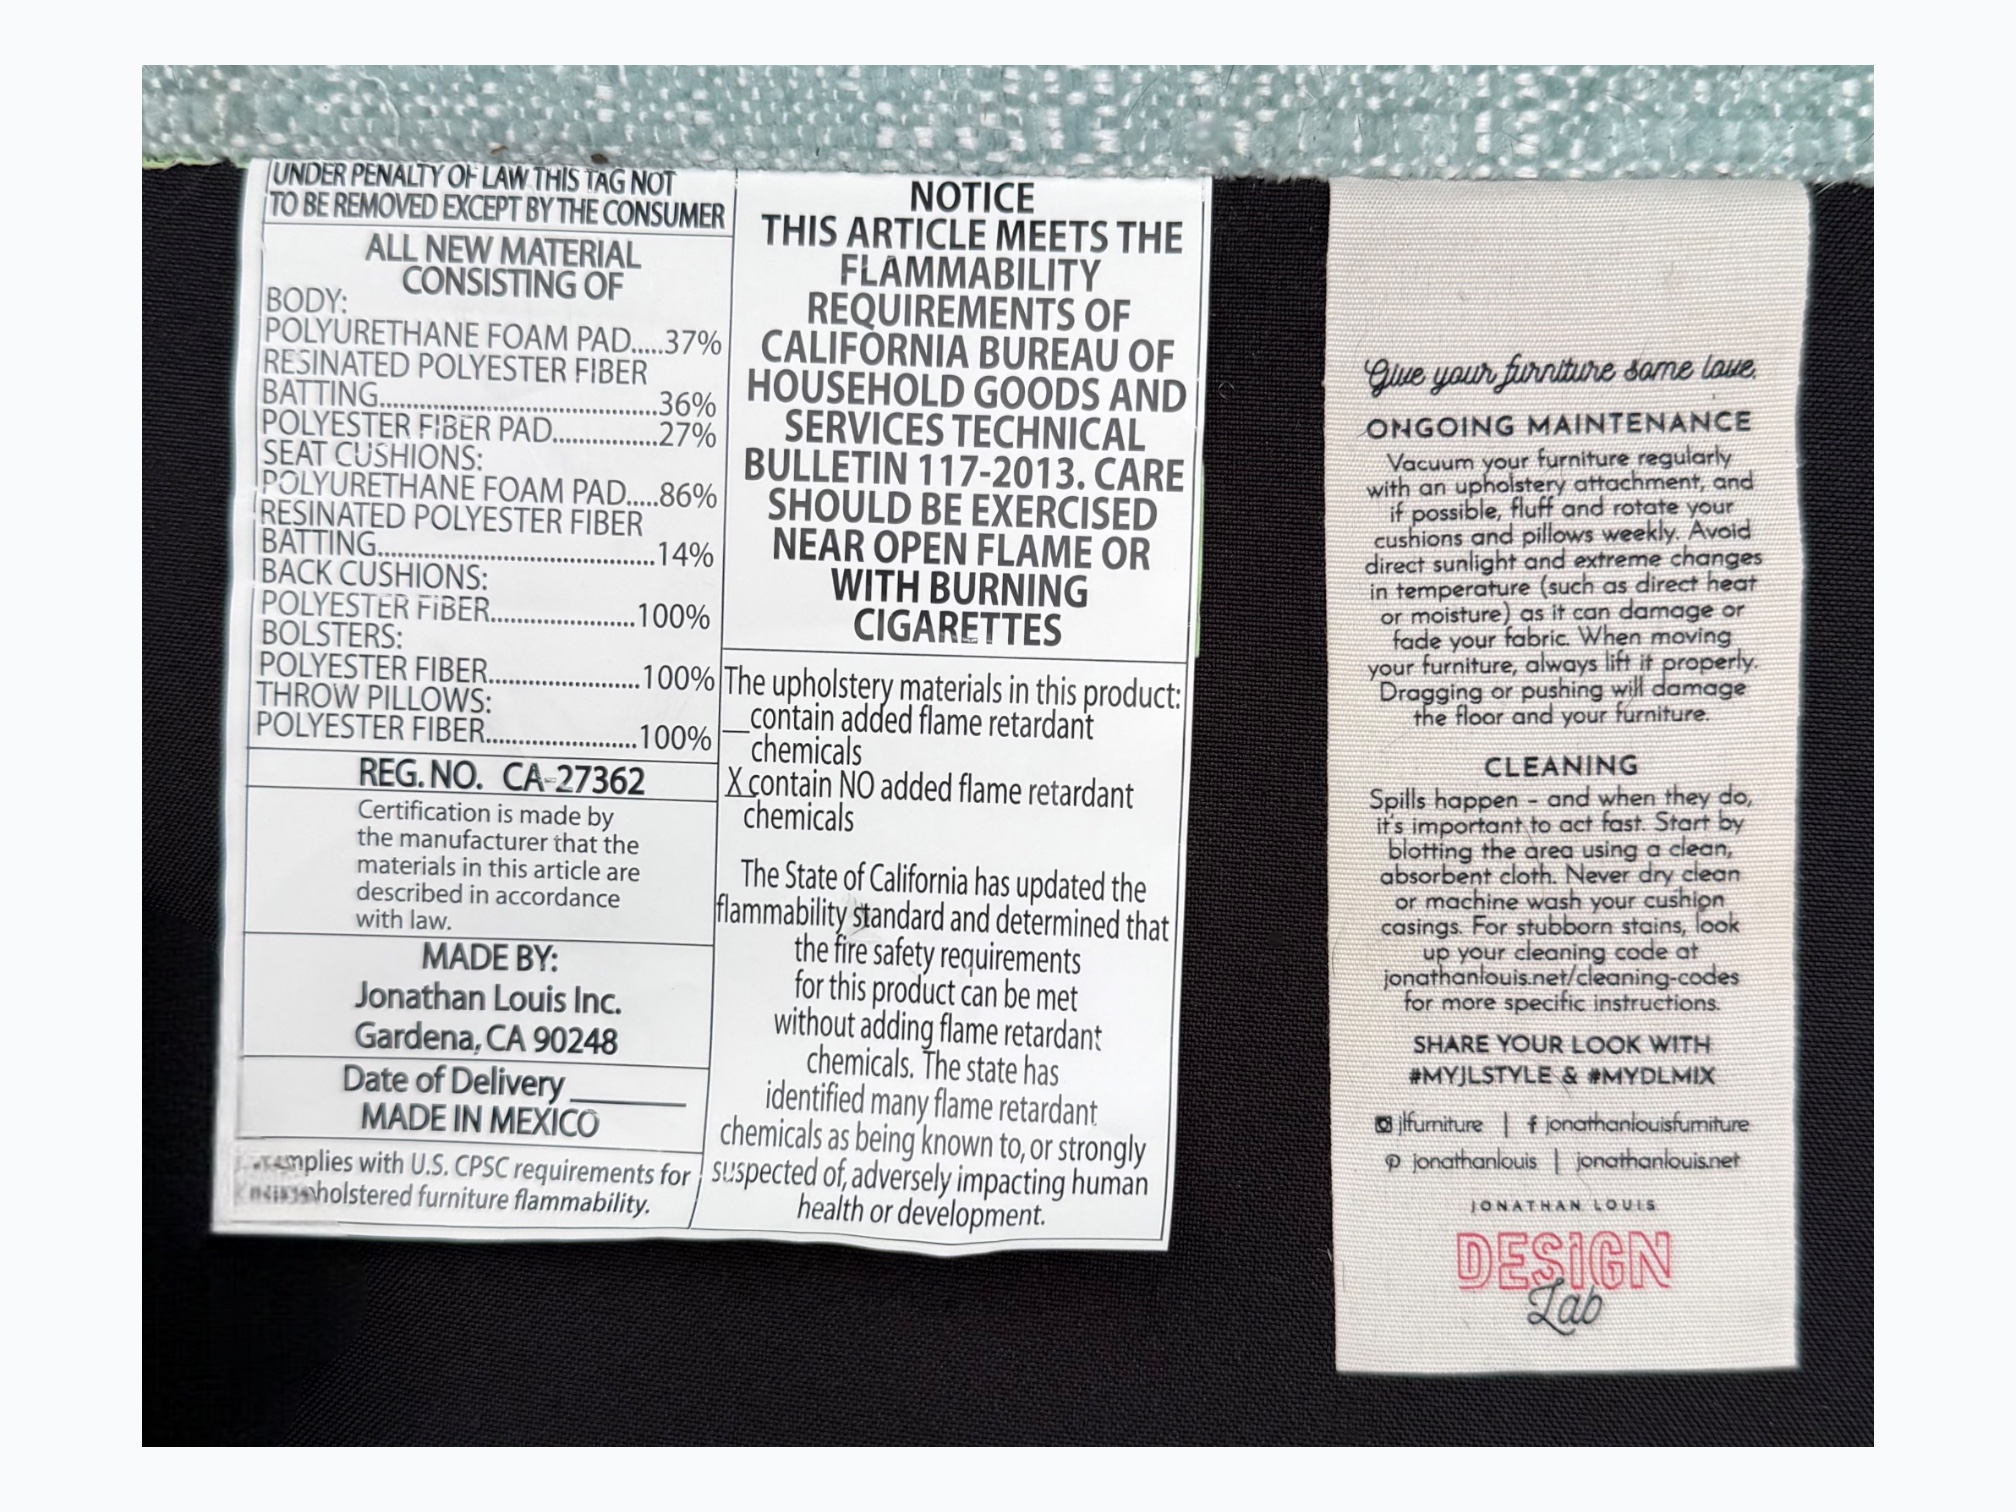 UNDER PENALTY OF LAW THIS TAG NOT
TO BE REMOVED EXCEPT BY THE CONSUMER
ALL NEW MATERIAL
CONSISTING OF
BODY:
POLYURETHANE FOAM PAD.....37%
RESINATED POLYESTER FIBER
BATTING..........................................36%
POLYESTER FIBER PAD................27%
SEAT CUSHIONS:
POLYURETHANE FOAM PAD.....86%
RESINATED POLYESTER FIBER
BATTING..........................................14%
BACK CUSHIONS:
POLYESTER FIBER......................100%
BOLSTERS:
POLYESTER FIBER.......................100%
THROW PILLOWS:
POLYESTER FIBER.......................100%
REG. NO. CA-27362
Certification is made by
the manufacturer that the
materials in this article are
described in accordance
with law.
MADE BY:
Jonathan Louis Inc.
Gardena, CA 90248
Date of Delivery ________
MADE IN MEXICO
with U.S. CPSC requirements for
furniture flammability.
NOTICE
THIS ARTICLE MEETS THE
FLAMMABILITY
REQUIREMENTS OF
CALIFORNIA BUREAU OF
HOUSEHOLD GOODS AND
SERVICES TECHNICAL
BULLETIN 117-2013. CARE
SHOULD BE EXERCISED
NEAR OPEN FLAME OR
WITH BURNING
CIGARETTES
The upholstery materials in this product:
__contain added flame retardant
chemicals
X contain NO added flame retardant
chemicals
The State of California has updated the
flammability standard and determined that
the fire safety requirements
for this product can be met
without adding flame retardant
chemicals. The state has
identified many flame retardant
chemicals as being known to, or strongly
suspected of, adversely impacting human
health or development.
Give your furniture some love.
ONGOING MAINTENANCE
Vacuum your furniture regularly
with an upholstery attachment, and
if possible, fluff and rotate your
cushions and pillows weekly. Avoid
direct sunlight and extreme changes
in temperature (such as direct heat
or moisture) as it can damage or
fade your fabric. When moving
your furniture, always lift it properly.
Dragging or pushing will damage
the floor and your furniture.
CLEANING
Spills happen - and when they do,
it's important to act fast. Start by
blotting the area using a clean,
absorbent cloth. Never dry clean
or machine wash your cushion
casings. For stubborn stains, look
up your cleaning code at
jonathanlouis.net/cleaning-codes
for more specific instructions.
SHARE YOUR LOOK WITH
#MYJLSTYLE & #MYDLMIX
jlfurniture | f jonathanlouisfurniture
jonathanlouis | jonathanlouis.net
JONATHAN LOUIS
DESIGN
Lab